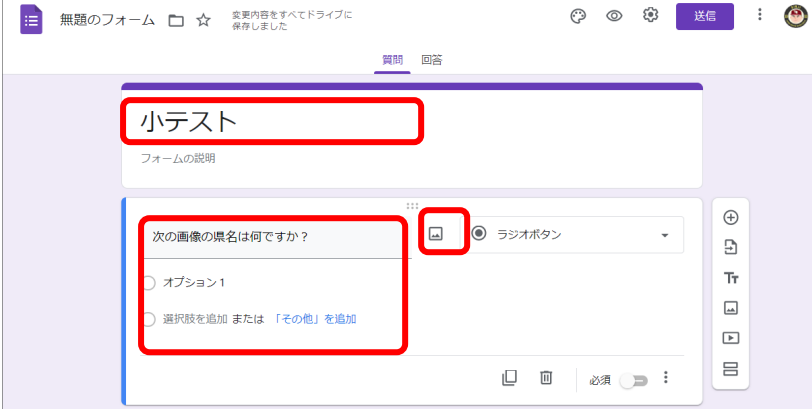 無題のフォーム
変更内容をすべてドライブに
保存しました
送信
質問 回答
小テスト
フォームの説明
次の画像の県名は何ですか？
ラジオボタン
オプション 1
選択肢を追加 または 「その他」を追加
Tт
必須